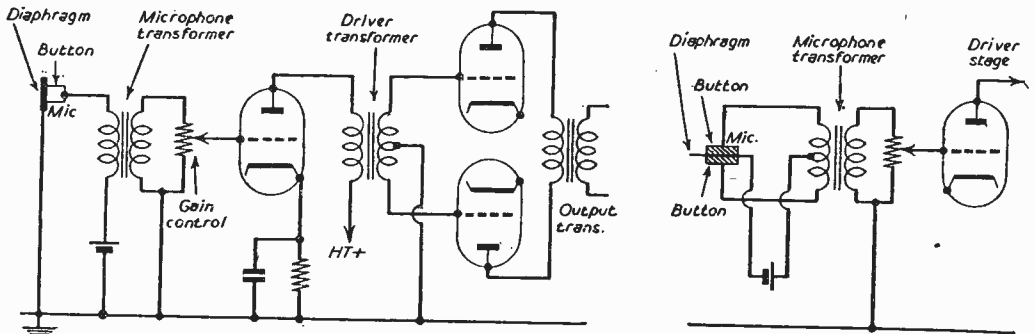 Diaphragm
Microphone
transformer
Button
Mic
Gain
control
Driver
transformer
HT+
Output
trans.
Diaphragm
Button
Mic.
Button
Microphone
transformer
Driver
stage